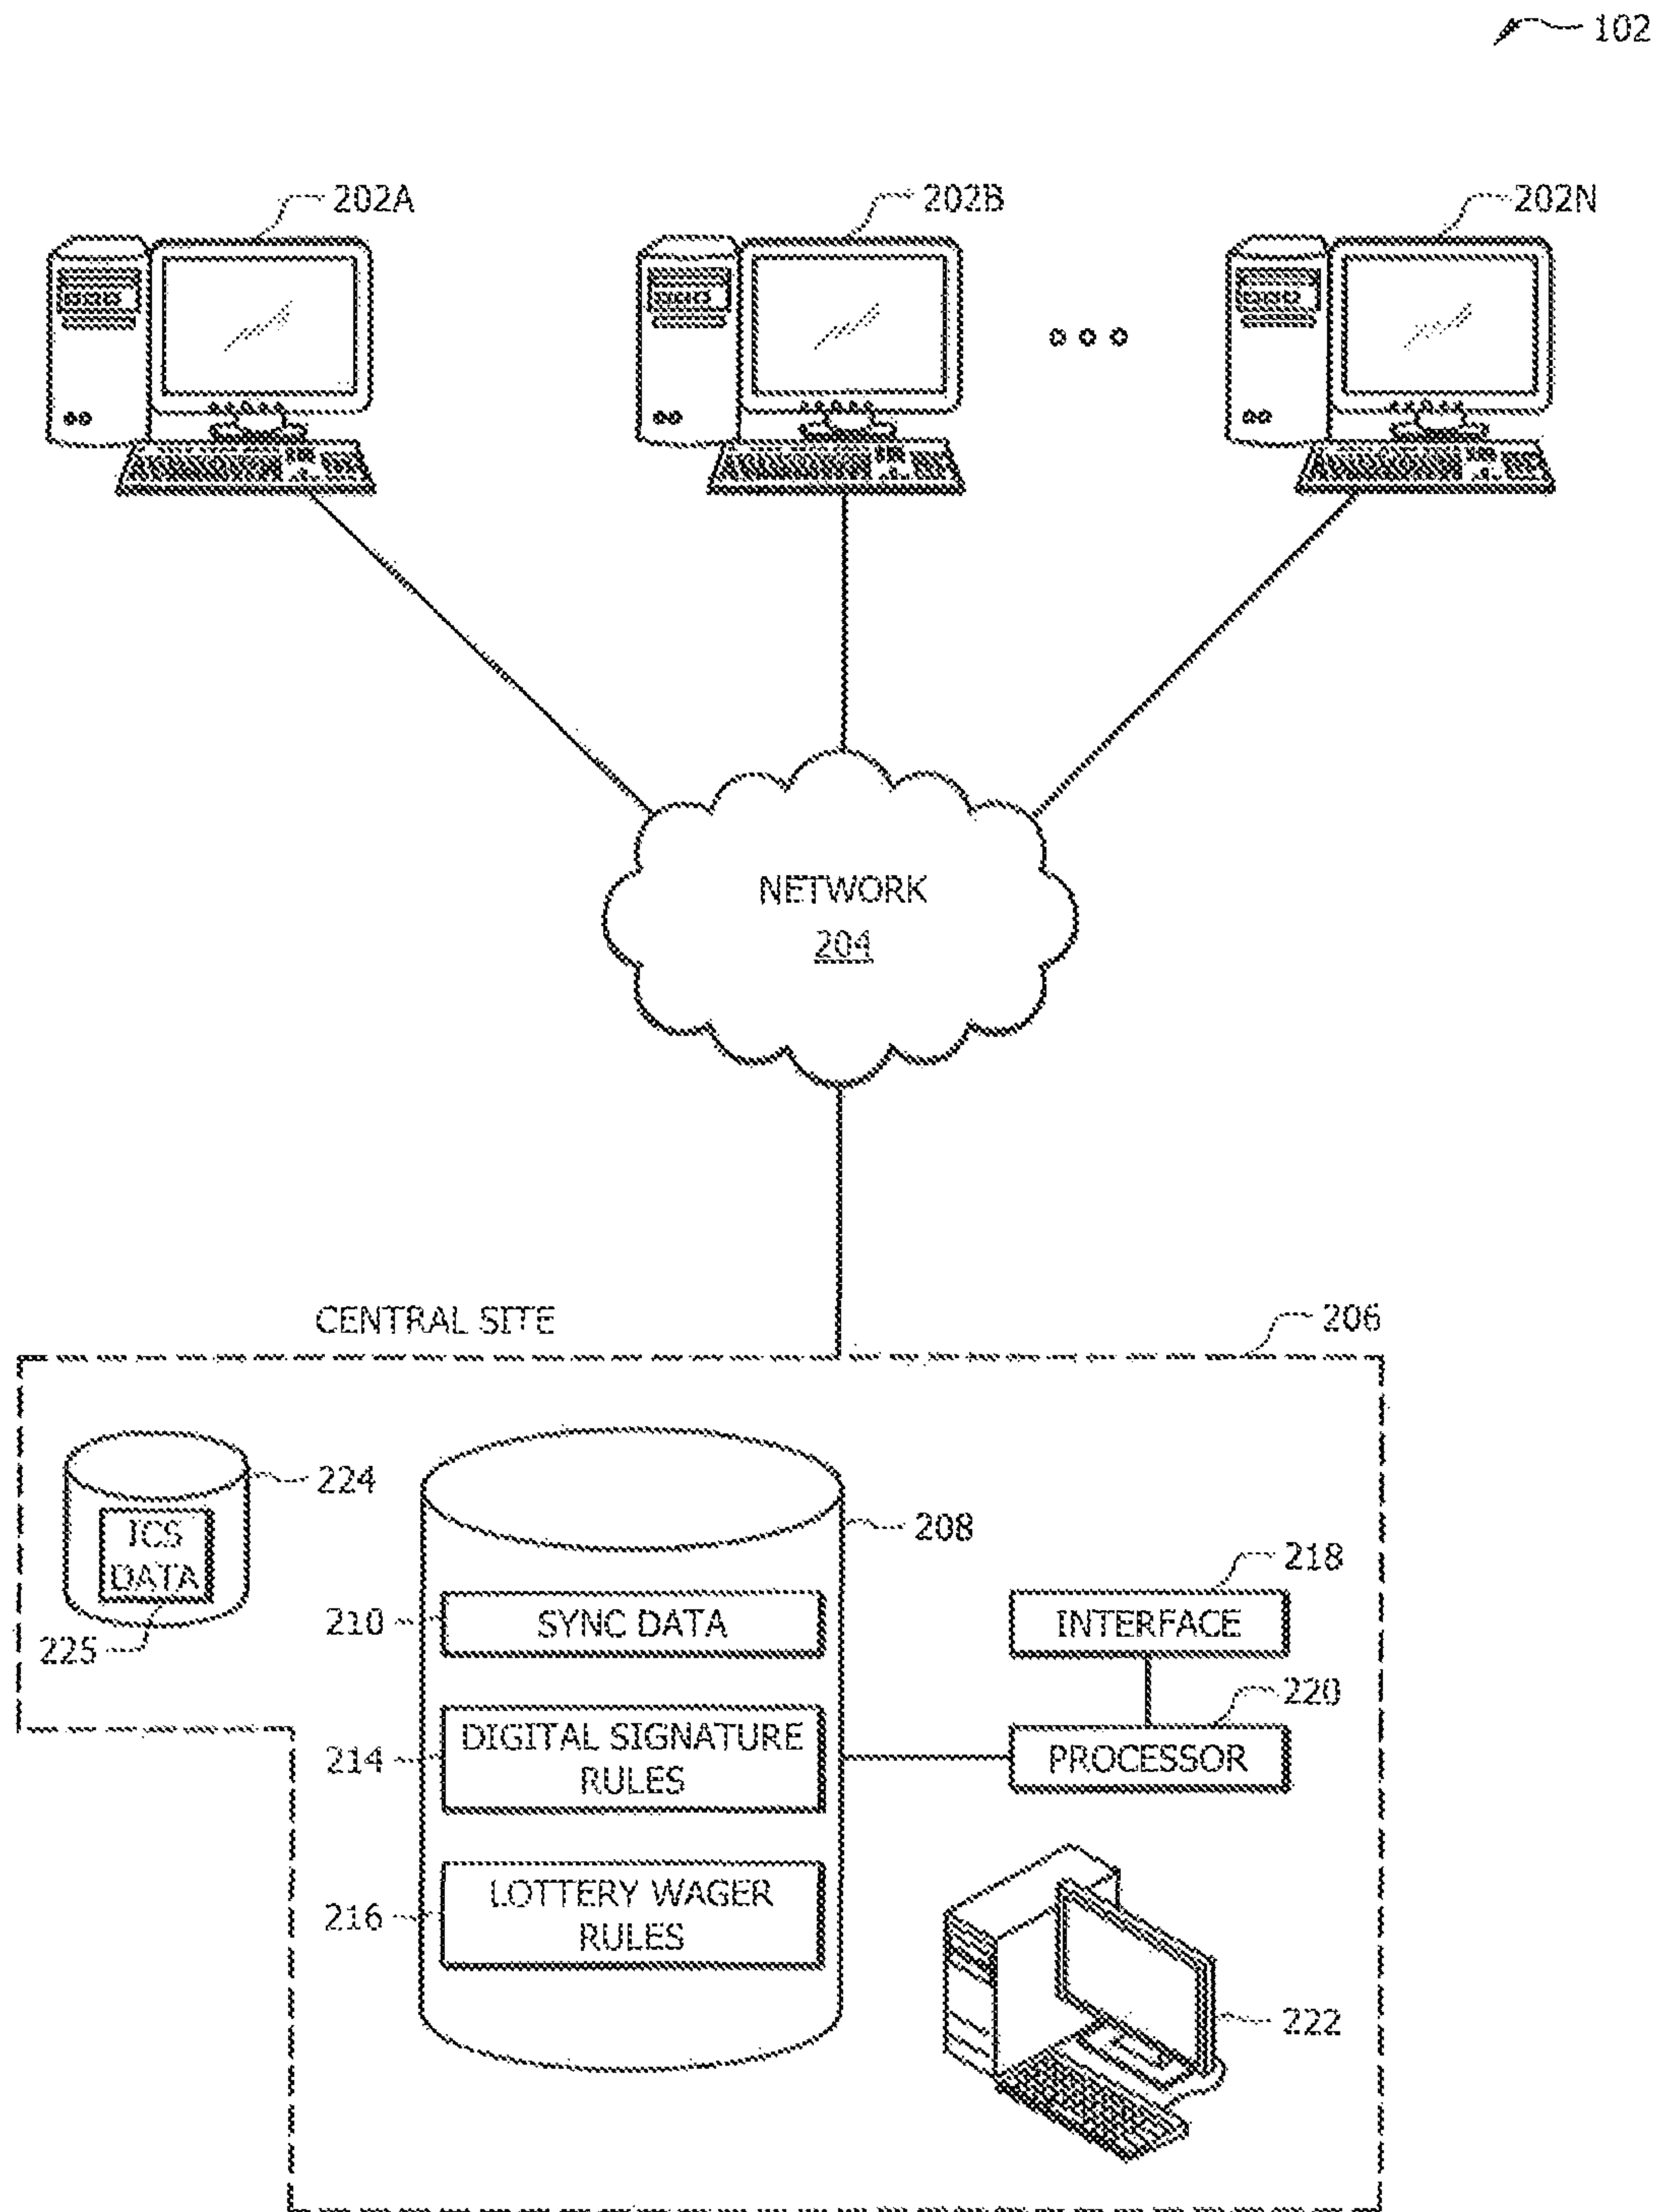 102
202A
202B
202N
NETWORK
204
CENTRAL SITE
206
224
ICS
DATA
225
208
210
SYNC DATA
214
DIGITAL SIGNATURE
RULES
216
LOTTERY WAGER
RULES
218
INTERFACE
220
PROCESSOR
222